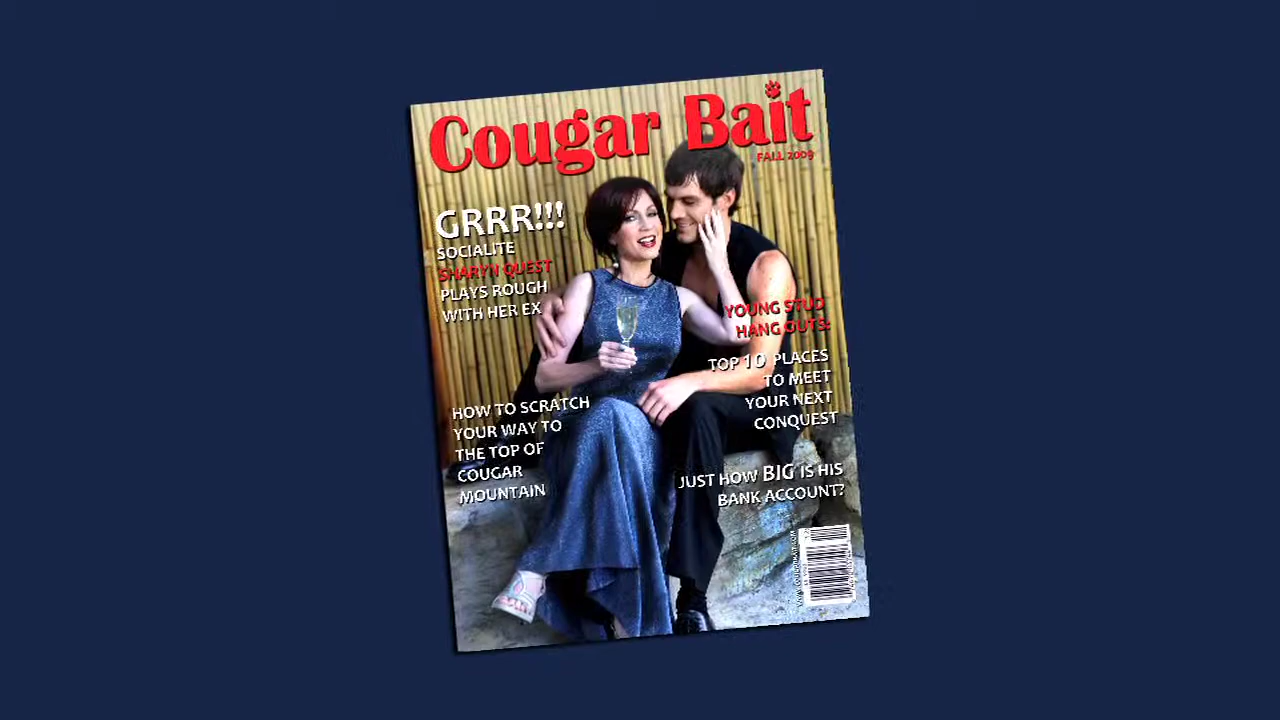 Cougar Bait
FALL 2009
GRRR!!!
SOCIALITE
SHARYN QUEST
PLAYS ROUGH
WITH HER EX
YOUNG STUD
HANG OUTS:
TOP 10 PLACES
TO MEET
YOUR NEXT
CONQUEST
HOW TO SCRATCH
YOUR WAY TO
THE TOP OF
COUGAR
MOUNTAIN
JUST HOW BIG IS HIS
BANK ACCOUNT?